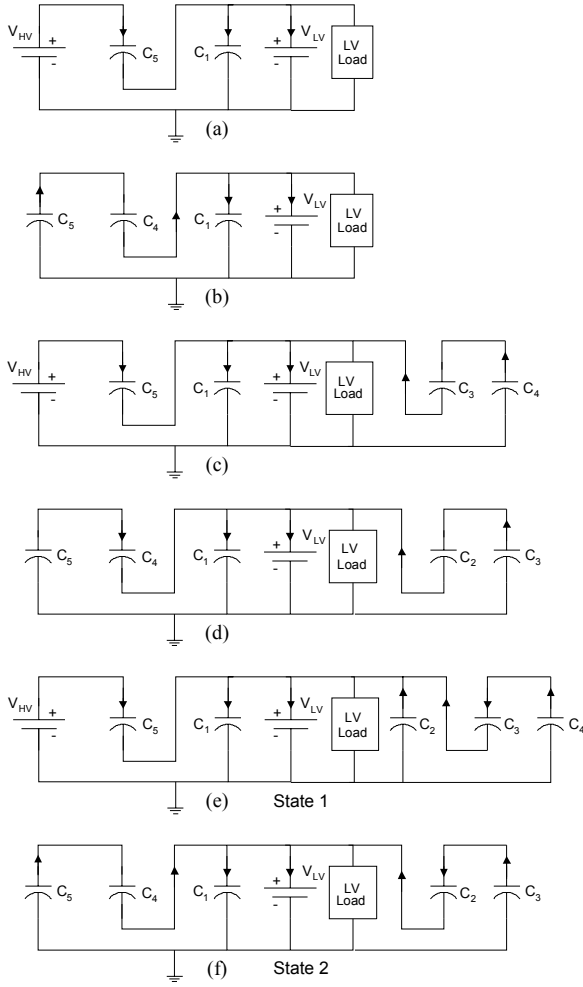 V_HV + - C_5 C_1 + - V_LV LV Load
(a)
C_5 C_4 C_1 + - V_LV LV Load
(b)
V_HV + - C_5 C_1 + - V_LV LV Load C_3 C_4
(c)
C_5 C_4 C_1 + - V_LV LV Load C_2 C_3
(d)
V_HV + - C_5 C_1 + - V_LV LV Load C_2 C_3 C_4
(e) State 1
C_5 C_4 C_1 + - V_LV LV Load C_2 C_3
(f) State 2